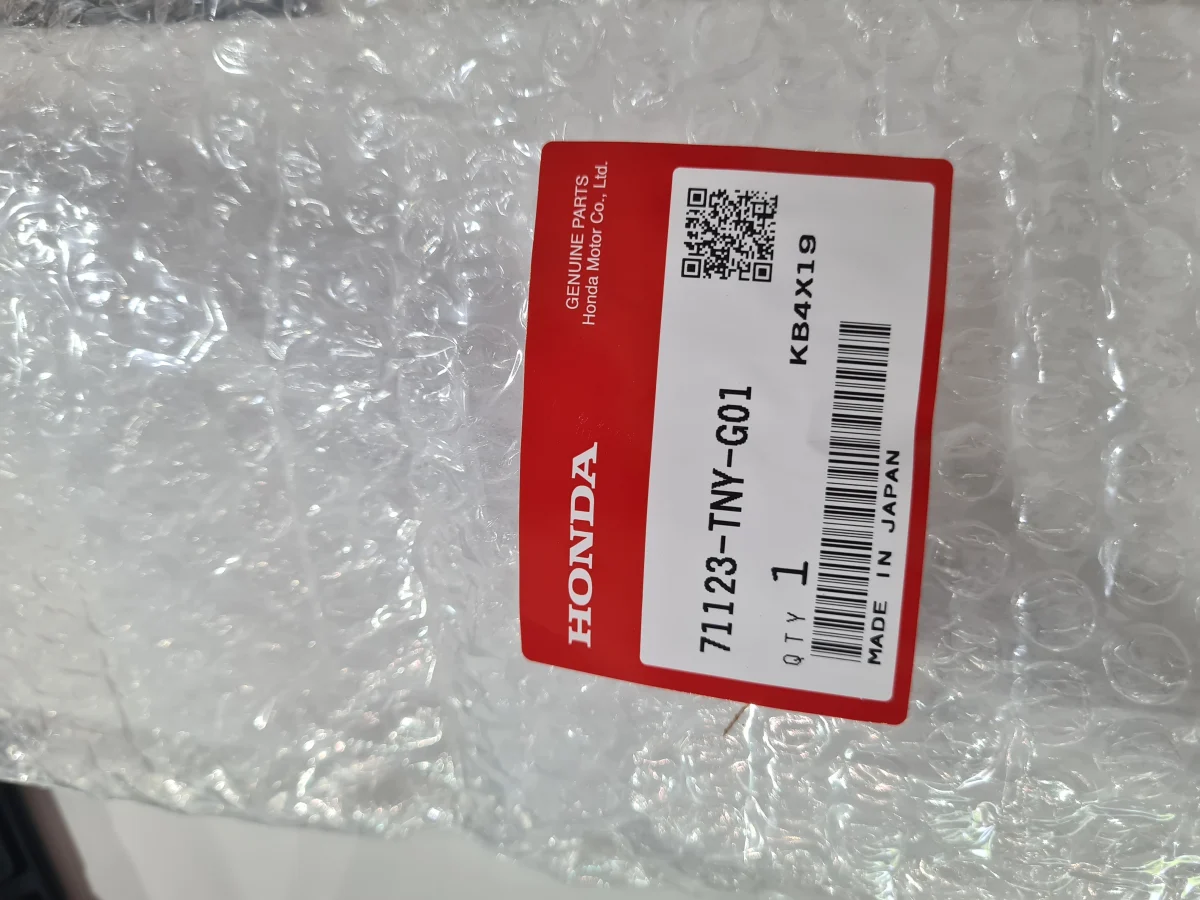 HONDA
GENUINE PARTS
Honda Motor Co., Ltd.
71123-TNY-G01
QTY 1
KB4X19
MADE IN JAPAN